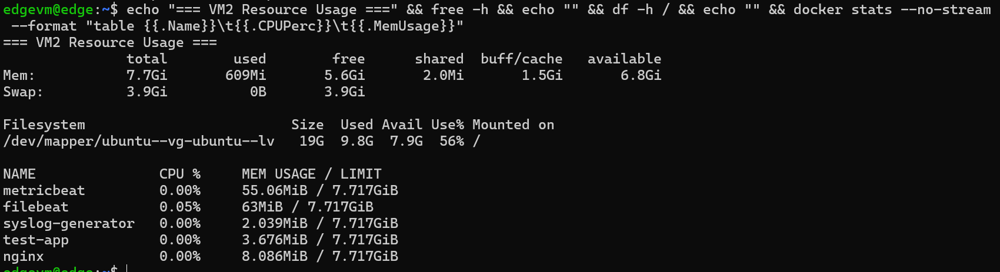 edgevm@edge:~$ echo "=== VM2 Resource Usage ===" && free -h && echo "" && df -h / && echo "" && docker stats --no-stream
 --format "table {{.Name}}\t{{.CPUPerc}}\t{{.MemUsage}}"
=== VM2 Resource Usage ===
               total        used        free      shared  buff/cache   available
Mem:           7.7Gi       609Mi       5.6Gi       2.0Mi       1.5Gi       6.8Gi
Swap:          3.9Gi          0B       3.9Gi
Filesystem                         Size  Used Avail Use% Mounted on
/dev/mapper/ubuntu--vg-ubuntu--lv   19G  9.8G  7.9G  56% /
NAME               CPU %     MEM USAGE / LIMIT
metricbeat         0.00%     55.06MiB / 7.717GiB
filebeat           0.05%     63MiB / 7.717GiB
syslog-generator   0.00%     2.039MiB / 7.717GiB
test-app           0.00%     3.676MiB / 7.717GiB
nginx              0.00%     8.086MiB / 7.717GiB
edgevm@edge:~$